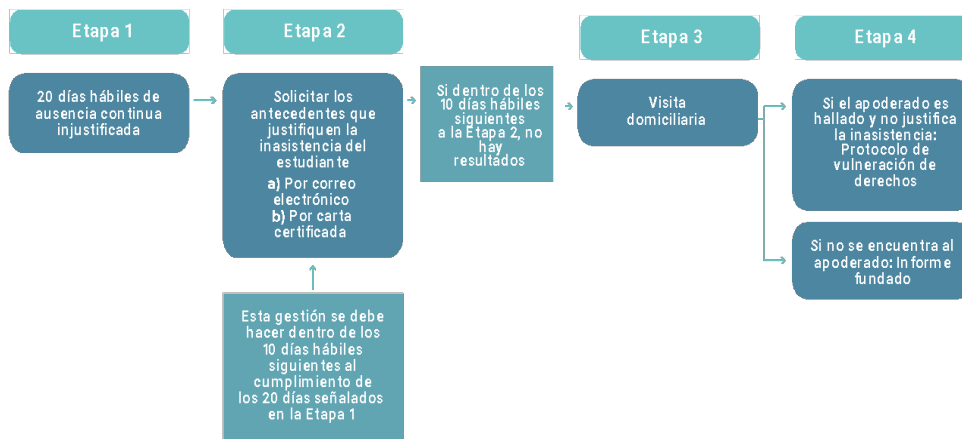 Etapa 1
20 días hábiles de
ausencia continua
injustificada
Etapa 2
Solicitar los
antecedentes que
justifiquen la
inasistencia del
estudiante
a) Por correo
electrónico
b) Por carta
certificada
Esta gestión se debe
hacer dentro de los
10 días hábiles
siguientes al
cumplimiento de
los 20 días señalados
en la Etapa 1
Si dentro de los
10 días hábiles
siguientes
a la Etapa 2, no
hay
resultados
Etapa 3
Visita
domiciliaria
Etapa 4
Si el apoderado es
hallado y no justifica
la inasistencia:
Protocolo de
vulneración de
derechos
Si no se encuentra al
apoderado: Informe
fundado